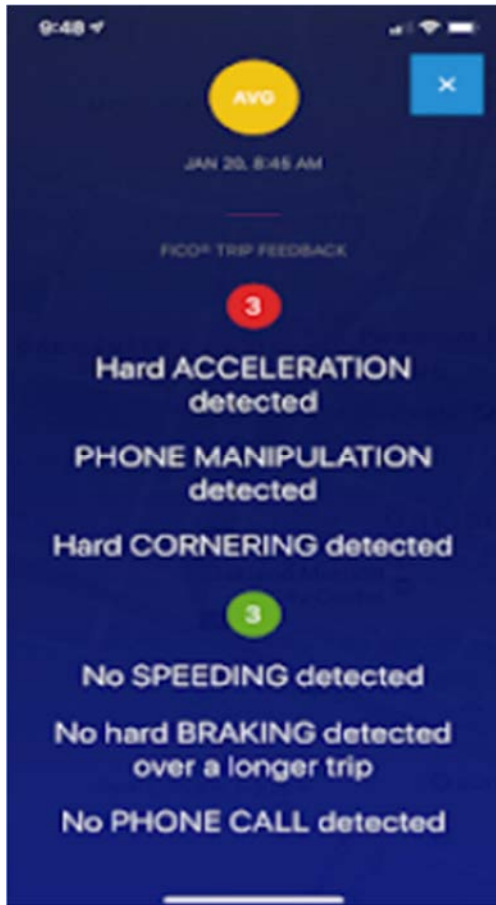 9:48
×
AVG
JAN 20, 8:45 AM
FICO® TRIP FEEDBACK
3
Hard ACCELERATION
detected
PHONE MANIPULATION
detected
Hard CORNERING detected
3
No SPEEDING detected
No hard BRAKING detected
over a longer trip
No PHONE CALL detected